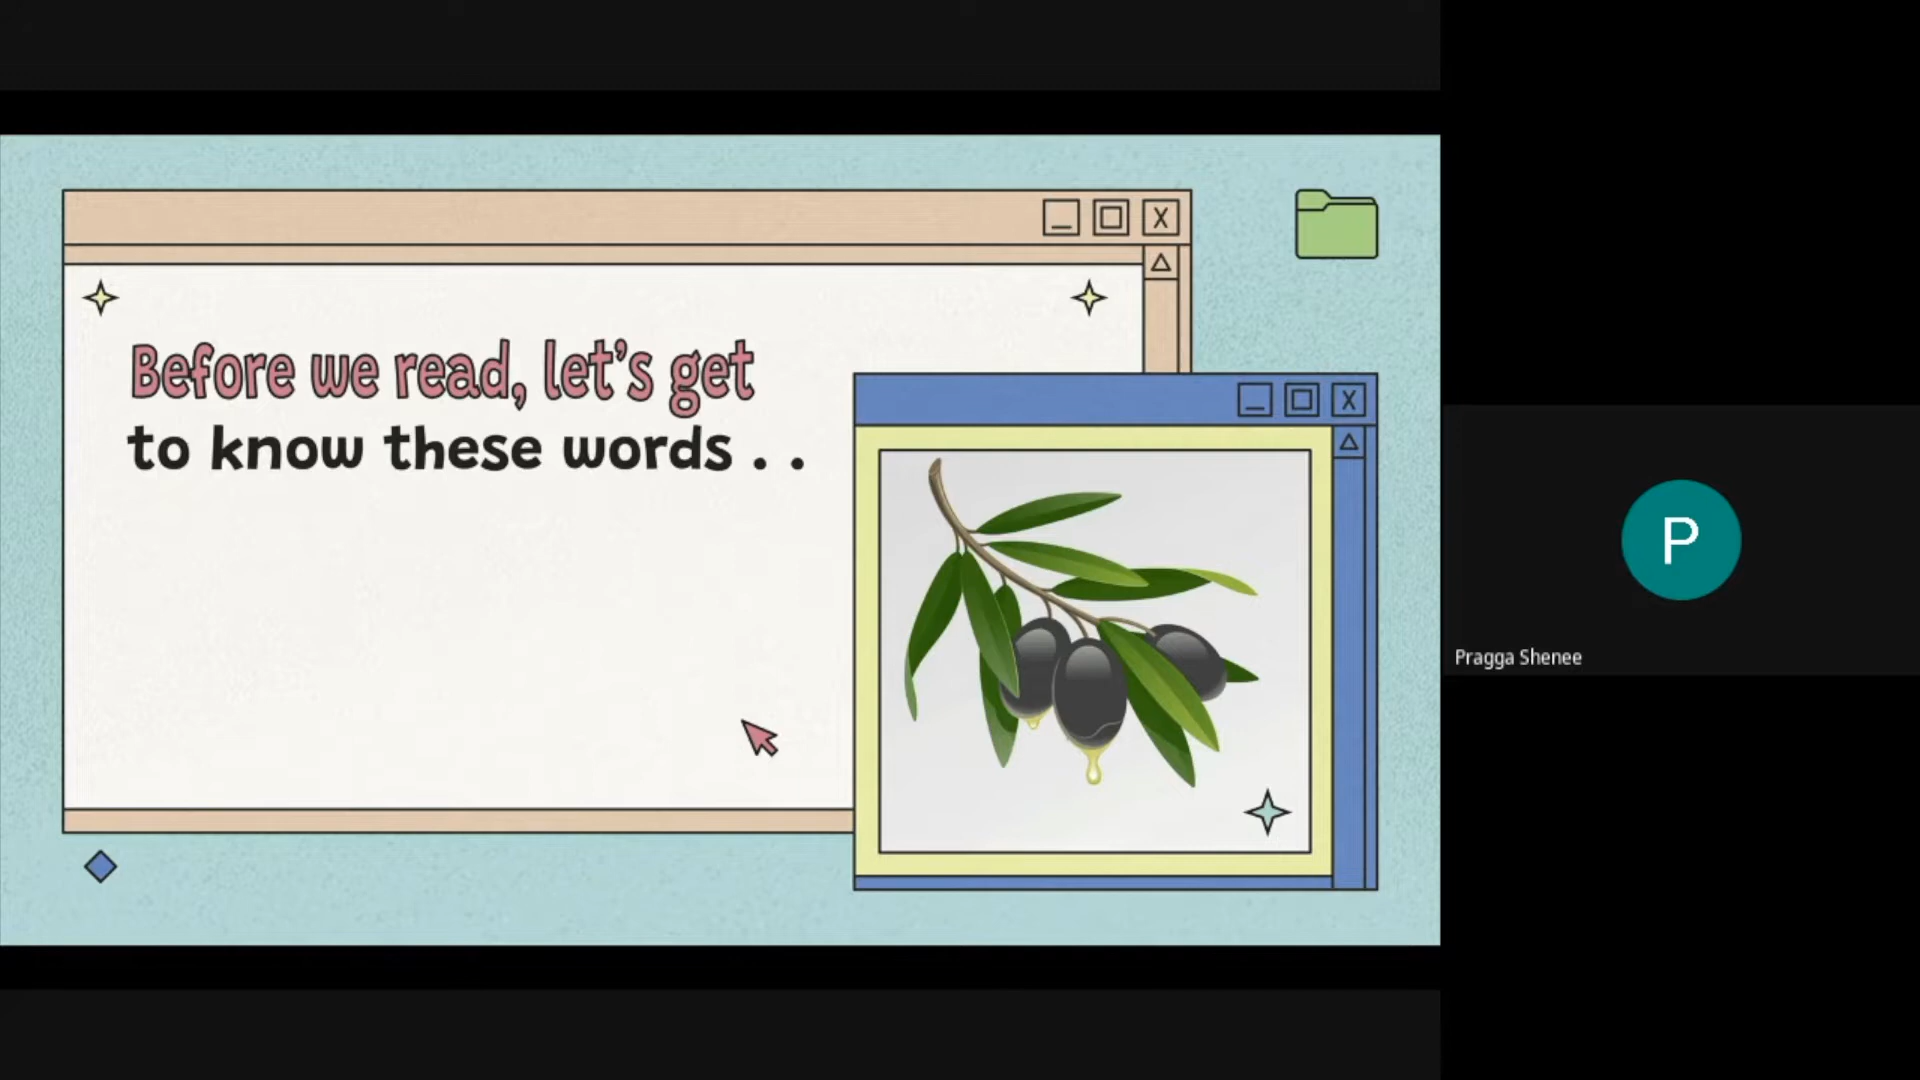 Before we read, let's get
to know these words . .
P
Pragga Shenee